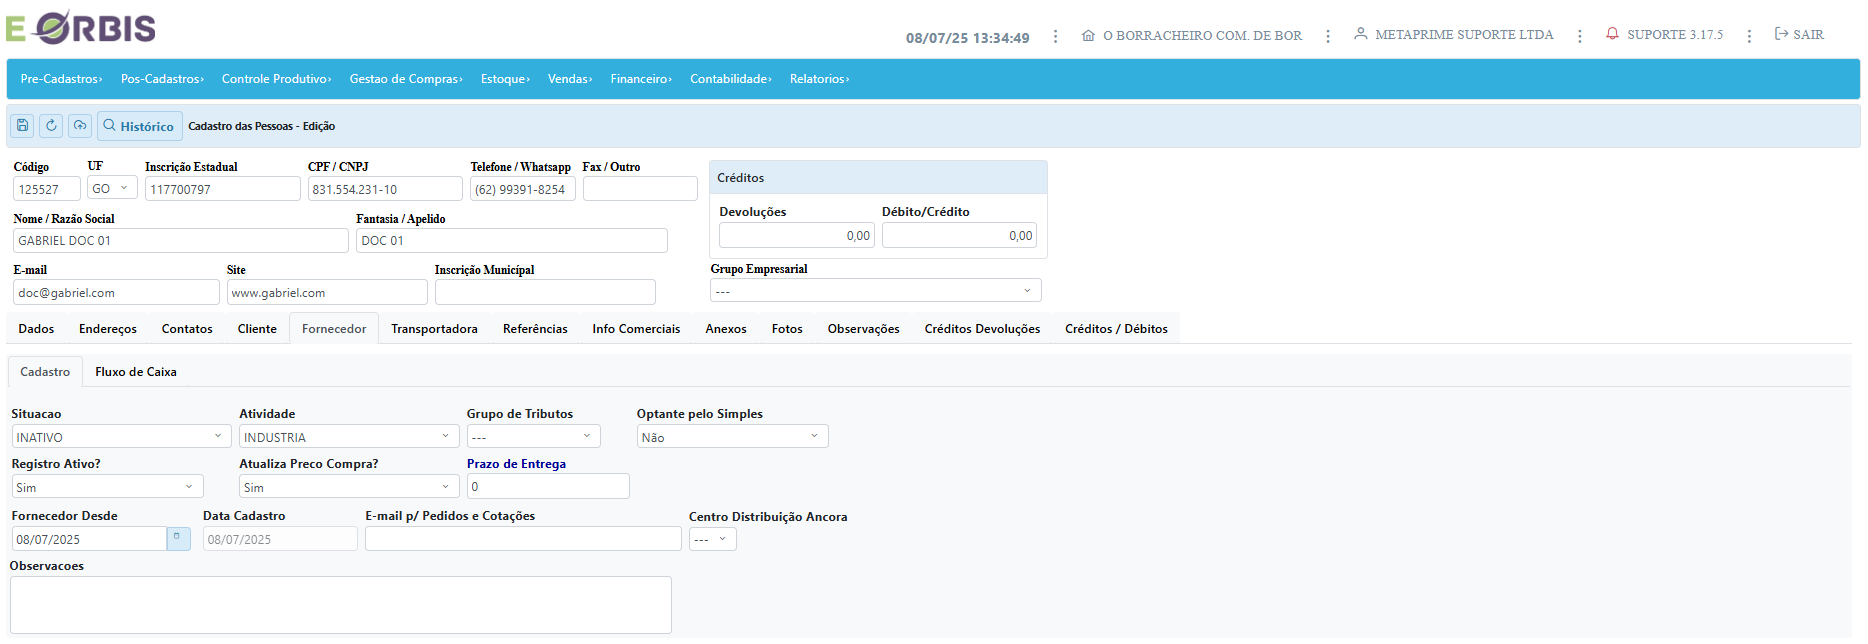 E ORBIS
08/07/25 13:34:49 O BORRACHEIRO COM. DE BOR METAPRIME SUPORTE LTDA SUPORTE 3.17.5 SAIR
Pre-Cadastros› Pos-Cadastros› Controle Produtivo› Gestao de Compras› Estoque› Vendas› Financeiro› Contabilidade› Relatorios›
Histórico Cadastro das Pessoas - Edição
Código UF Inscrição Estadual CPF / CNPJ Telefone / Whatsapp Fax / Outro
125527 GO 117700797 831.554.231-10 (62) 99391-8254
Créditos
Nome / Razão Social Fantasia / Apelido
GABRIEL DOC 01 DOC 01
Devoluções Débito/Crédito
0,00 0,00
E-mail Site Inscrição Municípal Grupo Empresarial
doc@gabriel.com www.gabriel.com ---
Dados Endereços Contatos Cliente Fornecedor Transportadora Referências Info Comerciais Anexos Fotos Observações Créditos Devoluções Créditos / Débitos
Cadastro Fluxo de Caixa
Situacao Atividade Grupo de Tributos Optante pelo Simples
INATIVO INDUSTRIA --- Não
Registro Ativo? Atualiza Preco Compra? Prazo de Entrega
Sim Sim 0
Fornecedor Desde Data Cadastro E-mail p/ Pedidos e Cotações Centro Distribuição Ancora
08/07/2025 08/07/2025 ---
Observacoes